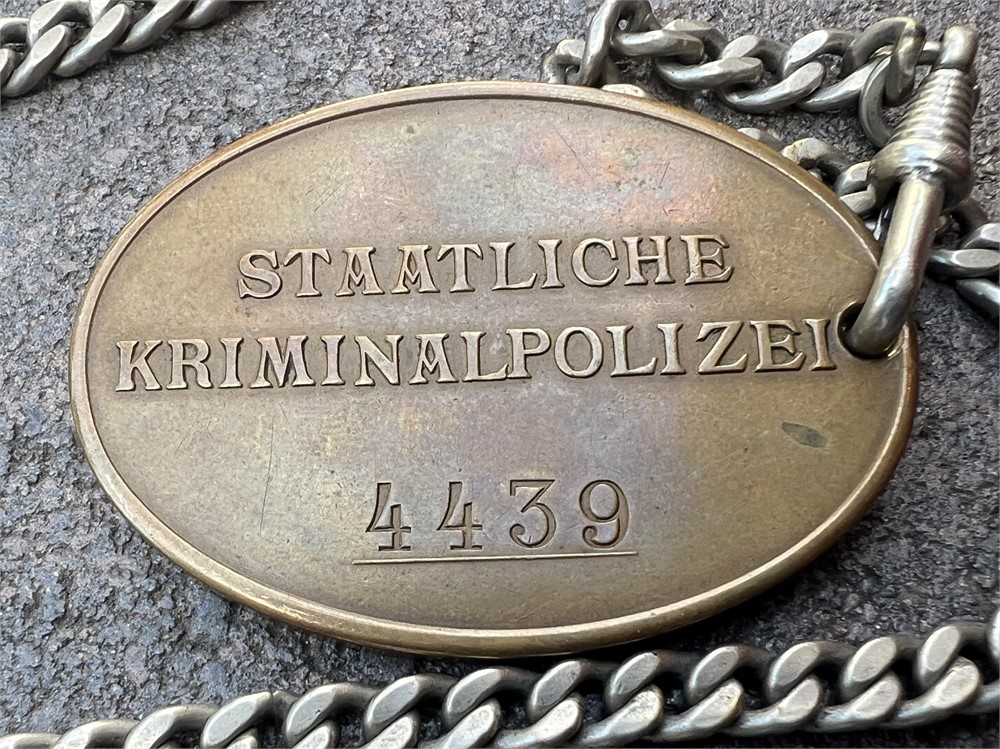 STAATLICHE
KRIMINALPOLIZEI
4439